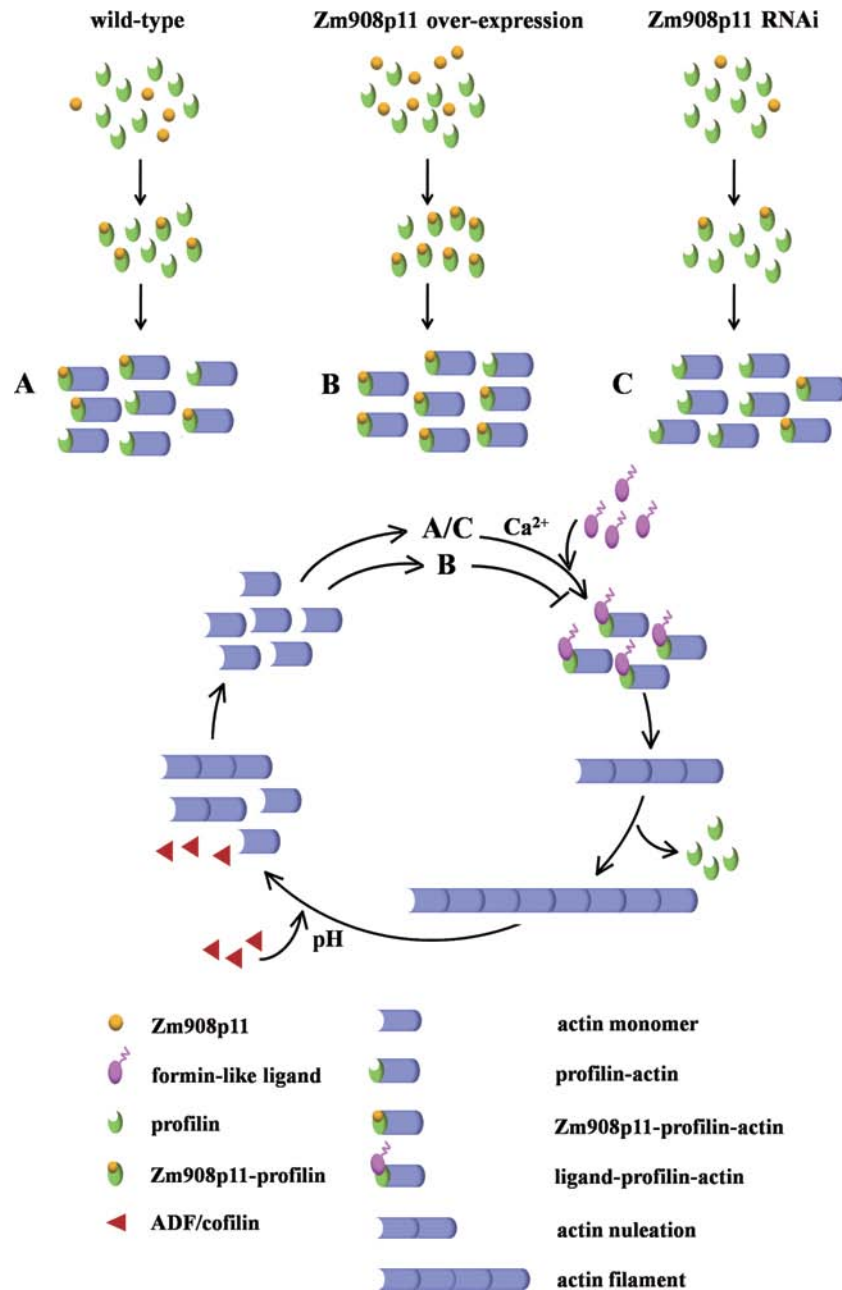 wild-type
Zm908p11 over-expression
Zm908p11 RNAi
A
B
C
A/C
Ca²⁺
B
pH
Zm908p11
actin monomer
formin-like ligand
profilin-actin
profilin
Zm908p11-profilin-actin
Zm908p11-profilin
ligand-profilin-actin
ADF/cofilin
actin nuleation
actin filament